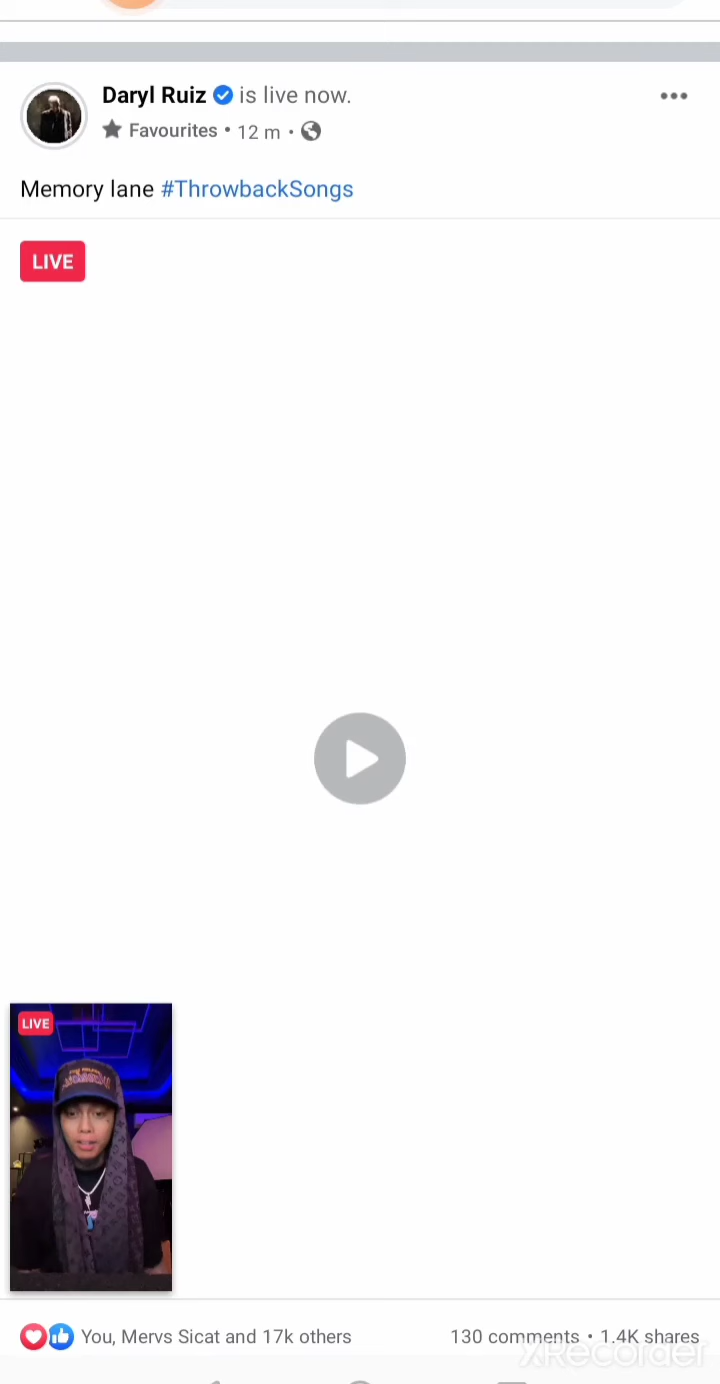 Daryl Ruiz is live now.
Favourites • 12 m •
Memory lane #ThrowbackSongs
LIVE
LIVE
You, Mervs Sicat and 17k others
130 comments • 1.4K shares
XRecorder